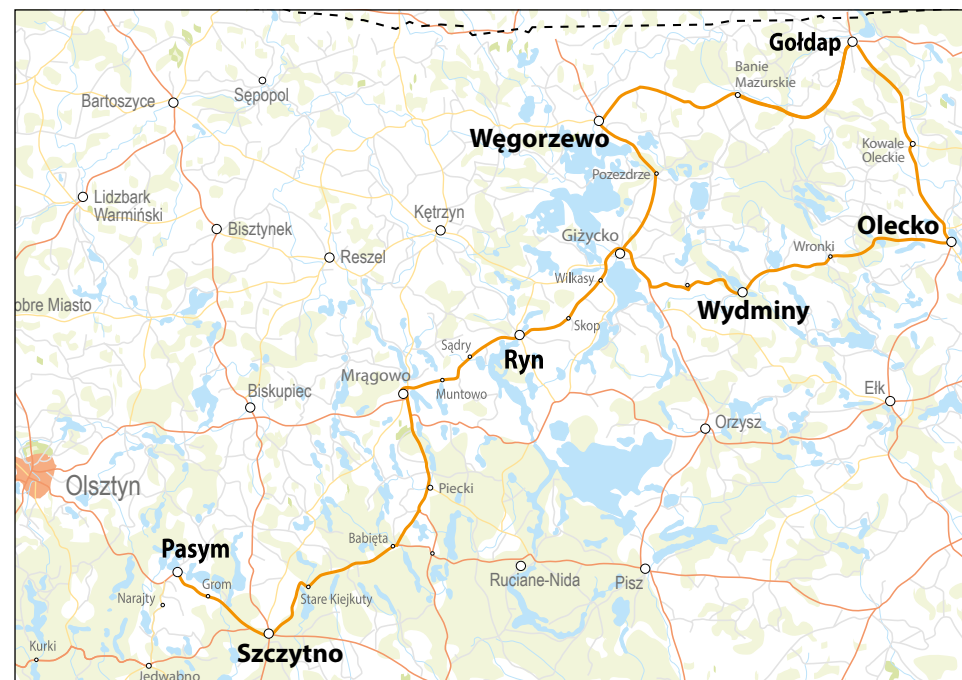 Gołdap
Banie
Mazurskie
Sępopol
Bartoszyce
Węgorzewo
Kowale
Oleckie
Pozezdrze
Lidzbark
Warmiński
Kętrzyn
Bisztynek
Olecko
Giżycko
Wronki
Reszel
Wilkasy
obre Miasto
Wydminy
Skop
Sądry
Ryn
Mrągowo
Muntowo
Biskupiec
Ełk
Orzysz
Olsztyn
Piecki
Babięta
Pasym
Ruciane-Nida
Pisz
Grom
Narajty
Stare Kiejkuty
Kurki
Szczytno
Jedwabno